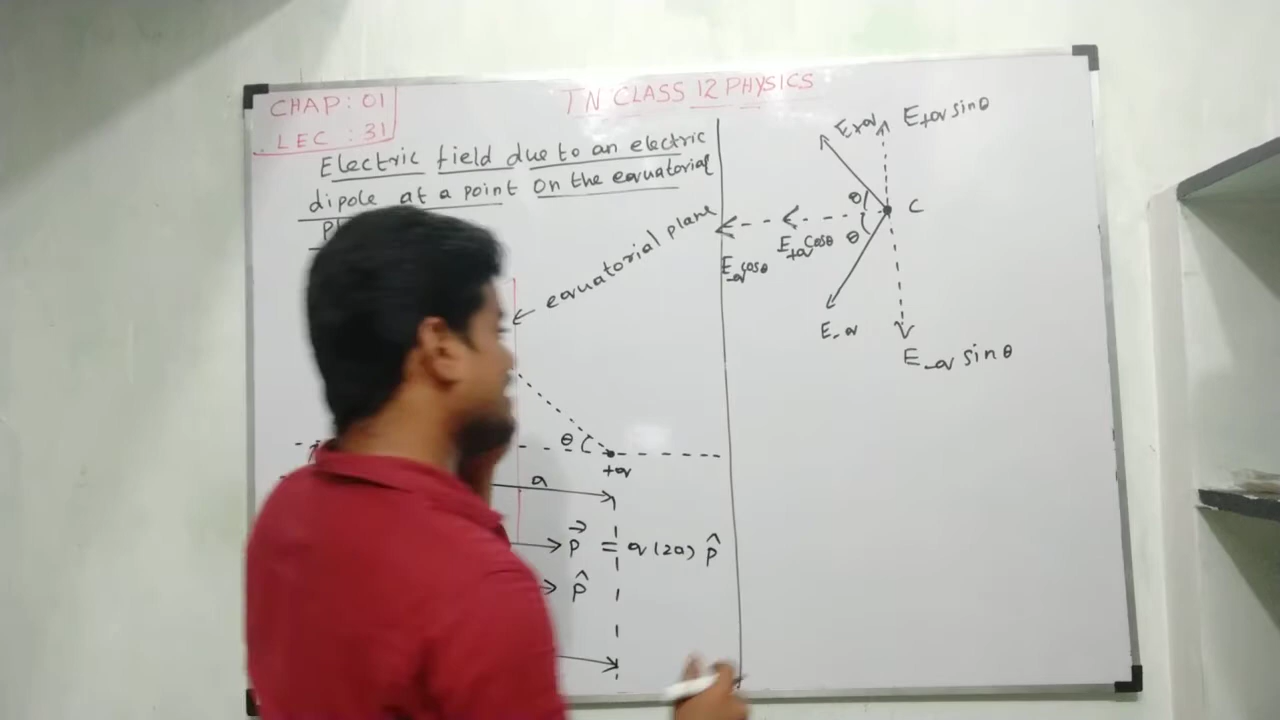 CHAP: 01
LEC : 31
TN CLASS 12 PHYSICS
Electric field due to an electric
dipole at a point on the equatorial
equatorial plane
θ
+q
a
p⃗ = q (2a) p̂
p̂
E+q
E+q sinθ
C
θ
θ
E+q cosθ
E-q cosθ
E-q
E-q sinθ